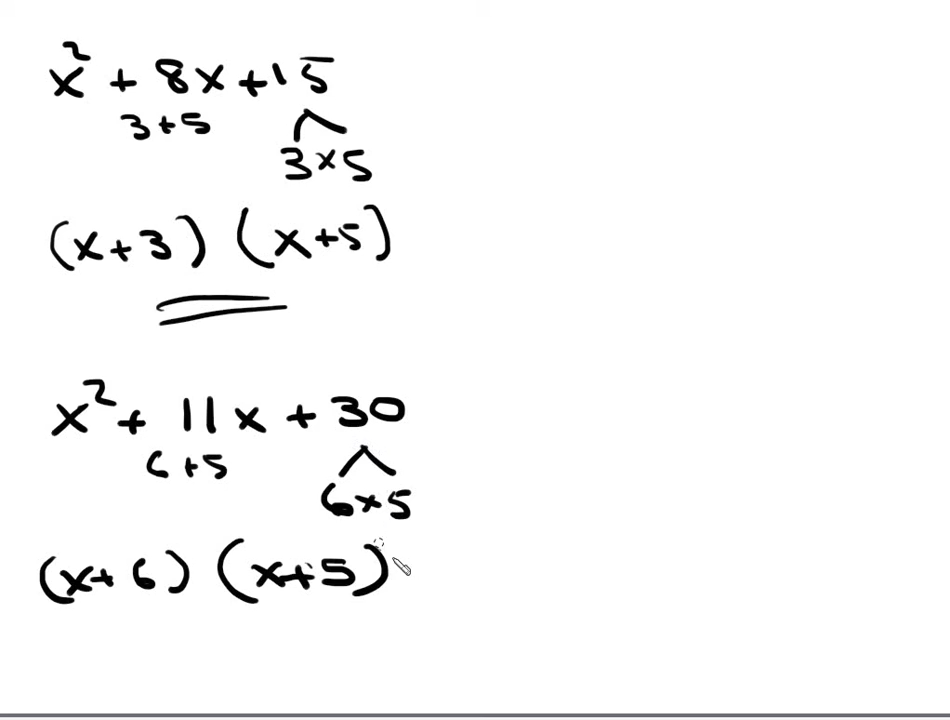 x² + 8x + 15
3 + 5
3 × 5
(x + 3) (x + 5)
x² + 11x + 30
6 + 5
6 × 5
(x + 6) (x + 5)